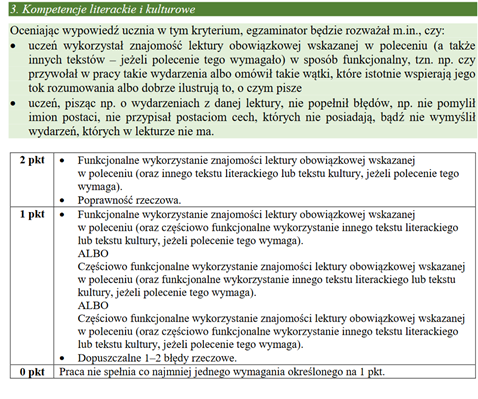 3. Kompetencje literackie i kulturowe
Oceniając wypowiedź ucznia w tym kryterium, egzaminator będzie rozważał m.in., czy:
• uczeń wykorzystał znajomość lektury obowiązkowej wskazanej w poleceniu (a także
innych tekstów – jeżeli polecenie tego wymagało) w sposób funkcjonalny, tzn. np. czy
przywołał w pracy takie wydarzenia albo omówił takie wątki, które istotnie wspierają jego
tok rozumowania albo dobrze ilustrują to, o czym pisze
• uczeń, pisząc np. o wydarzeniach z danej lektury, nie popełnił błędów, np. nie pomylił
imion postaci, nie przypisał postaciom cech, których nie posiadają, bądź nie wymyślił
wydarzeń, których w lekturze nie ma.
2 pkt • Funkcjonalne wykorzystanie znajomości lektury obowiązkowej wskazanej
w poleceniu (oraz innego tekstu literackiego lub tekstu kultury, jeżeli polecenie tego
wymaga).
• Poprawność rzeczowa.
1 pkt • Funkcjonalne wykorzystanie znajomości lektury obowiązkowej wskazanej
w poleceniu (oraz częściowo funkcjonalne wykorzystanie innego tekstu literackiego
lub tekstu kultury, jeżeli polecenie tego wymaga).
ALBO
Częściowo funkcjonalne wykorzystanie znajomości lektury obowiązkowej wskazanej
w poleceniu (oraz funkcjonalne wykorzystanie innego tekstu literackiego lub tekstu
kultury, jeżeli polecenie tego wymaga).
ALBO
Częściowo funkcjonalne wykorzystanie znajomości lektury obowiązkowej wskazanej
w poleceniu (oraz częściowo funkcjonalne wykorzystanie innego tekstu literackiego
lub tekstu kultury, jeżeli polecenie tego wymaga).
• Dopuszczalne 1–2 błędy rzeczowe.
0 pkt Praca nie spełnia co najmniej jednego wymagania określonego na 1 pkt.